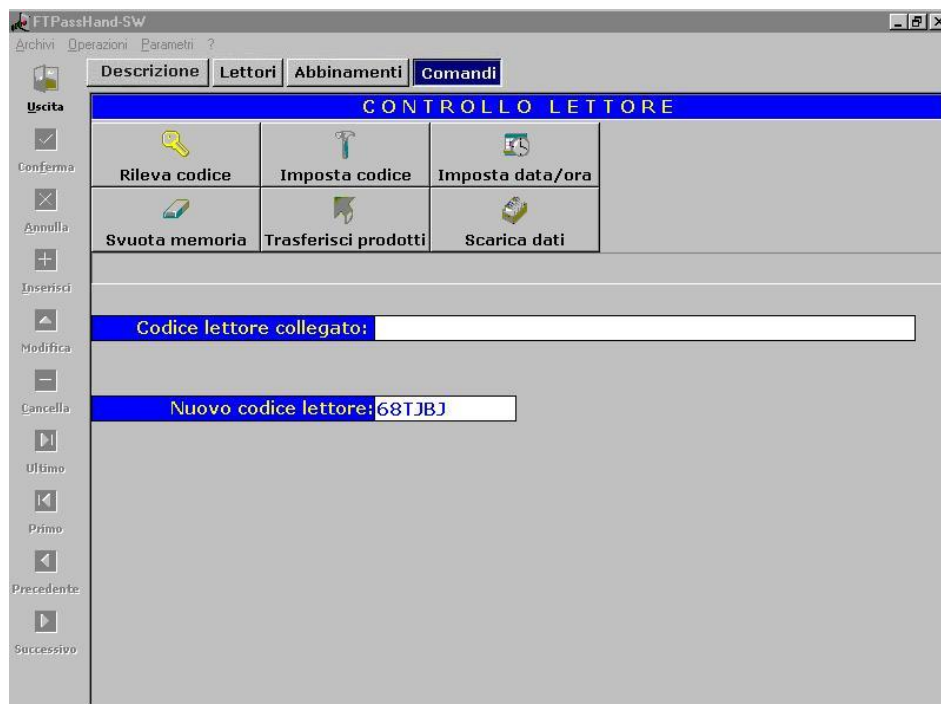 FTPassHand-SW
Archivi Operazioni Parametri ?
Descrizione Lettori Abbinamenti Comandi
Uscita
CONTROLLO LETTORE
Conferma
Rileva codice Imposta codice Imposta data/ora
Annulla
Svuota memoria Trasferisci prodotti Scarica dati
Inserisci
Codice lettore collegato:
Modifica
Cancella
Nuovo codice lettore: 68TJBJ
Ultimo
Primo
Precedente
Successivo